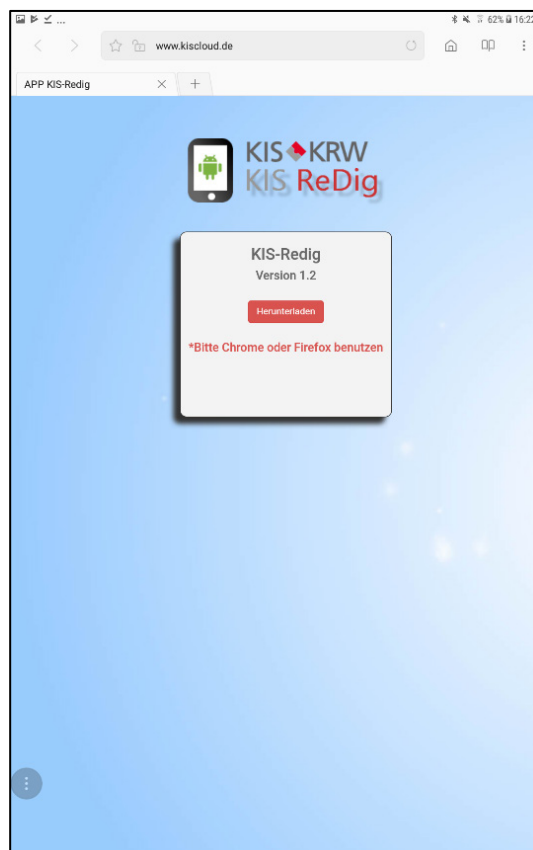 ... 62% 16:22
www.kiscloud.de
APP KIS-Redig
KIS KRW
KIS ReDig
KIS-Redig
Version 1.2
Herunterladen
*Bitte Chrome oder Firefox benutzen